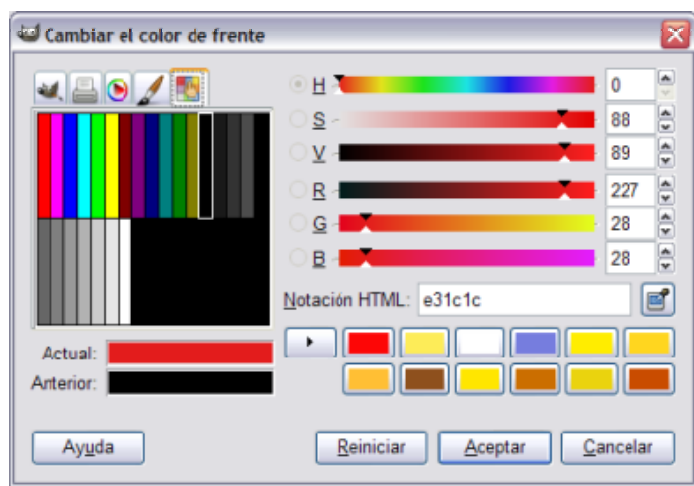 Cambiar el color de frente
H 0
S 88
V 89
R 227
G 28
B 28
Notación HTML: e31c1c
Actual:
Anterior:
Ayuda Reiniciar Aceptar Cancelar